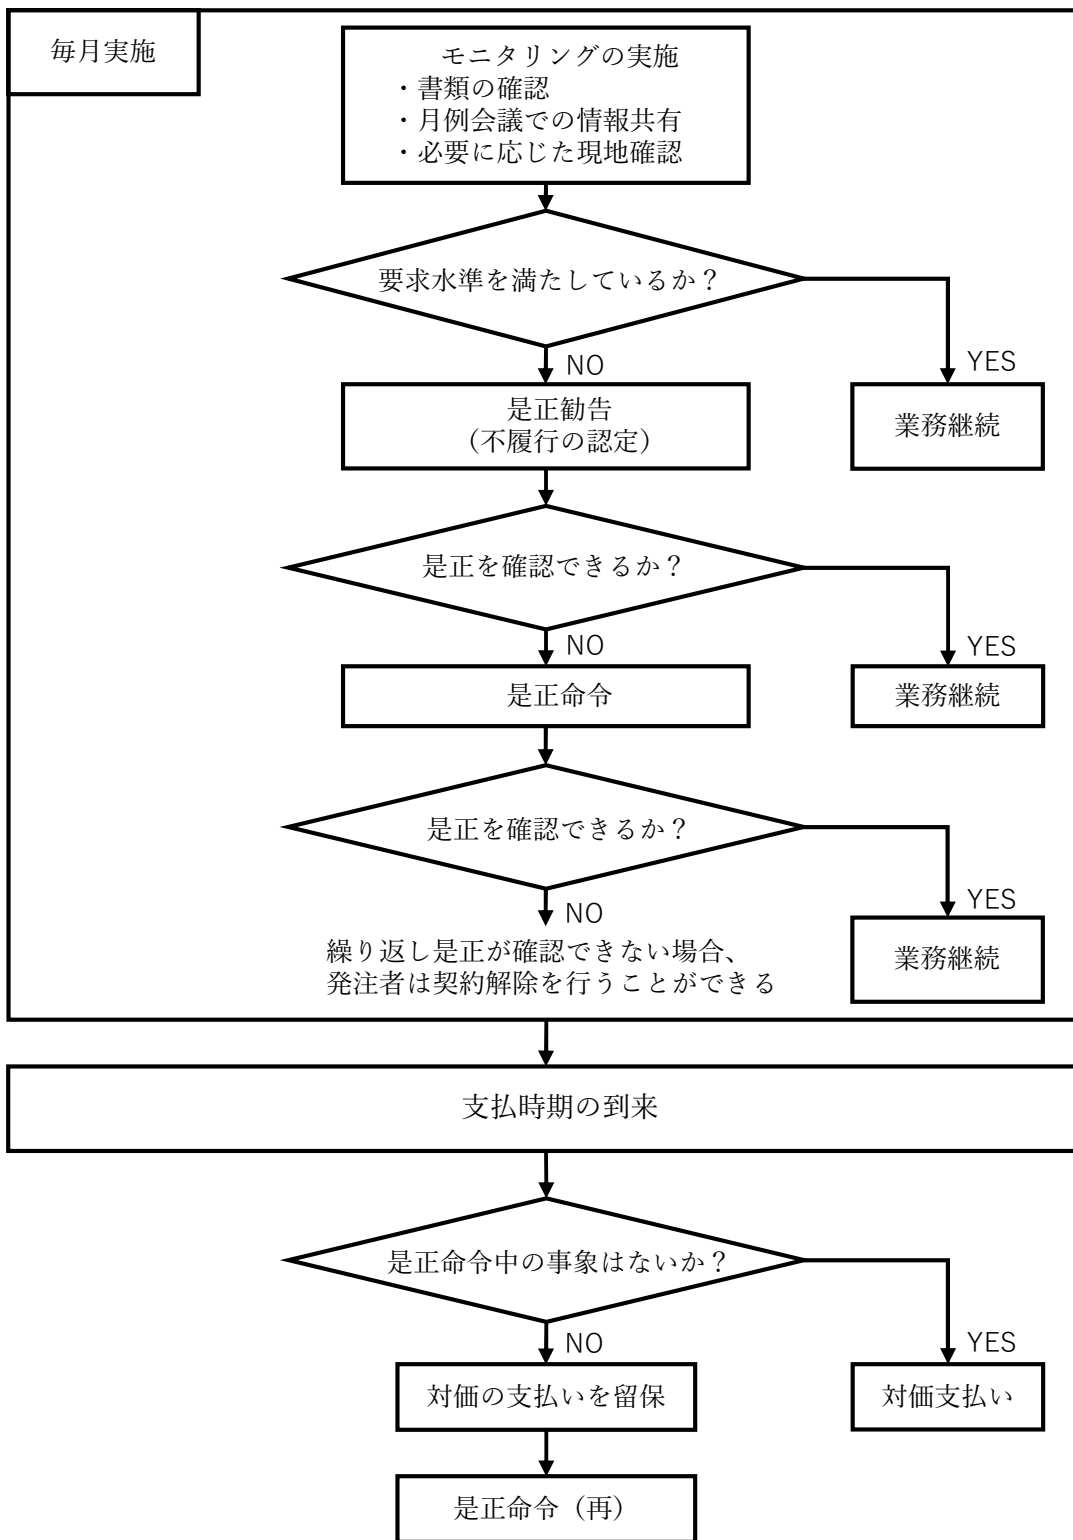 毎月実施
モニタリングの実施
・書類の確認
・月例会議での情報共有
・必要に応じた現地確認
要求水準を満たしているか？
NO
YES
是正勧告
（不履行の認定）
業務継続
是正を確認できるか？
NO
YES
是正命令
業務継続
是正を確認できるか？
NO
YES
繰り返し是正が確認できない場合、
発注者は契約解除を行うことができる
業務継続
支払時期の到来
是正命令中の事象はないか？
NO
YES
対価の支払いを留保
対価支払い
是正命令（再）